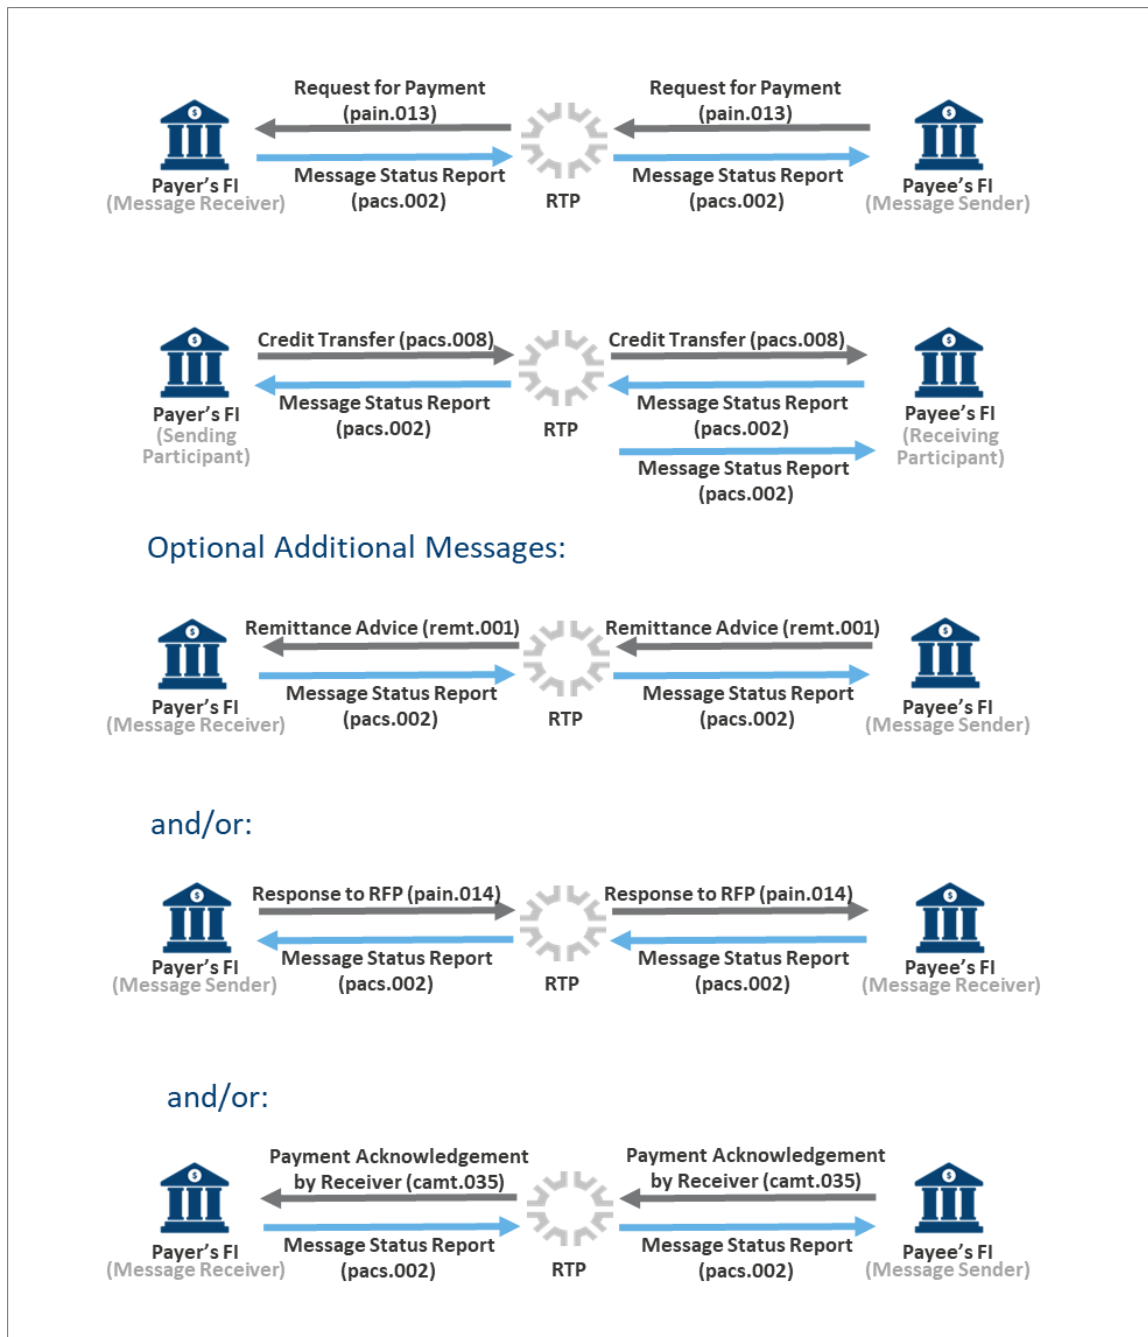 Request for Payment
(pain.013)
Request for Payment
(pain.013)
$
$
Message Status Report
(pacs.002)
Message Status Report
(pacs.002)
Payer's FI
(Message Receiver)
RTP
Payee's FI
(Message Sender)
Credit Transfer (pacs.008)
Credit Transfer (pacs.008)
$
$
Message Status Report
(pacs.002)
Message Status Report
(pacs.002)
Payer's FI
(Sending
Participant)
RTP
Payee's FI
(Receiving
Participant)
Message Status Report
(pacs.002)
Optional Additional Messages:
Remittance Advice (remt.001)
Remittance Advice (remt.001)
$
$
Message Status Report
(pacs.002)
Message Status Report
(pacs.002)
Payer's FI
(Message Receiver)
RTP
Payee's FI
(Message Sender)
and/or:
Response to RFP (pain.014)
Response to RFP (pain.014)
$
$
Message Status Report
(pacs.002)
Message Status Report
(pacs.002)
Payer's FI
(Message Sender)
RTP
Payee's FI
(Message Receiver)
and/or:
Payment Acknowledgement
by Receiver (camt.035)
Payment Acknowledgement
by Receiver (camt.035)
$
$
Message Status Report
(pacs.002)
Message Status Report
(pacs.002)
Payer's FI
(Message Receiver)
RTP
Payee's FI
(Message Sender)